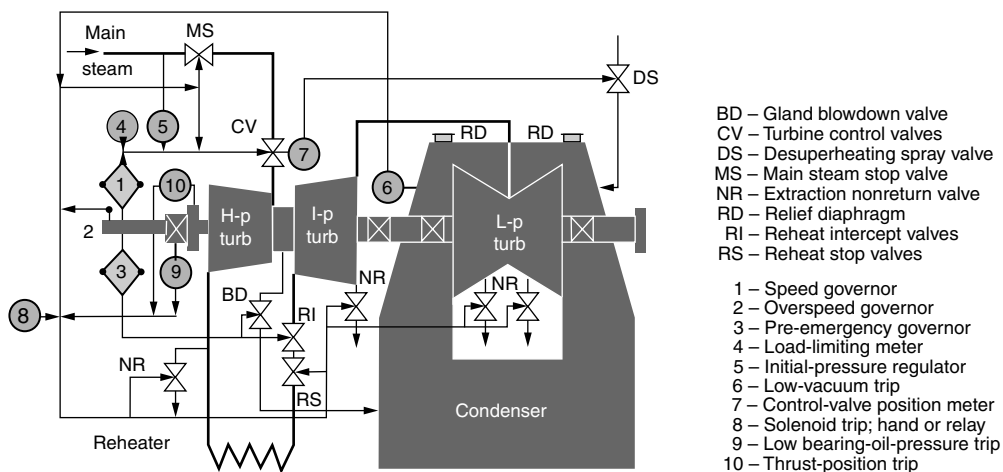 MS
Main
steam
DS
CV
RD
RD
4
5
7
6
1
10
H-p
turb
I-p
turb
L-p
turb
2
3
9
NR
NR
BD
RI
8
NR
RS
Condenser
Reheater
BD – Gland blowdown valve
CV – Turbine control valves
DS – Desuperheating spray valve
MS – Main steam stop valve
NR – Extraction nonreturn valve
RD – Relief diaphragm
RI – Reheat intercept valves
RS – Reheat stop valves
1 – Speed governor
2 – Overspeed governor
3 – Pre-emergency governor
4 – Load-limiting meter
5 – Initial-pressure regulator
6 – Low-vacuum trip
7 – Control-valve position meter
8 – Solenoid trip; hand or relay
9 – Low bearing-oil-pressure trip
10 – Thrust-position trip